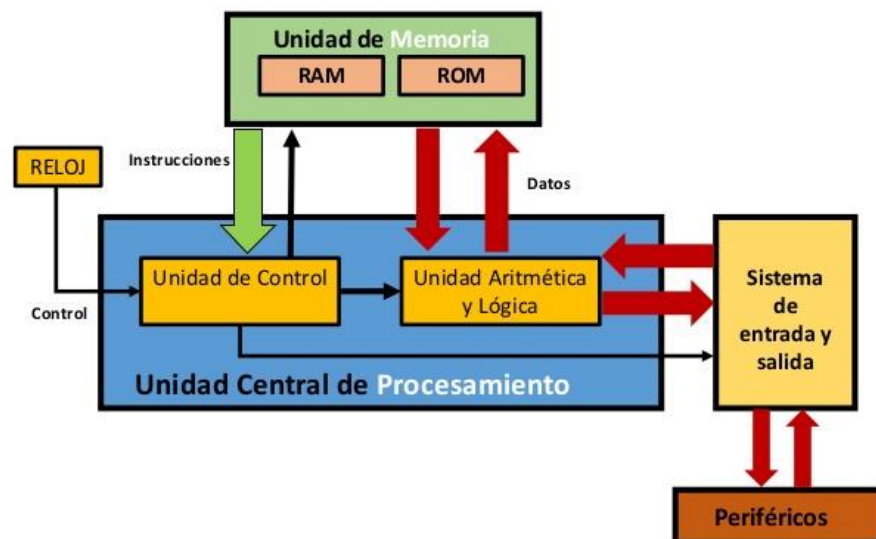 Unidad de Memoria
RAM
ROM
Instrucciones
RELOJ
Datos
Unidad de Control
Unidad Aritmética
y Lógica
Control
Sistema
de
entrada y
salida
Unidad Central de Procesamiento
Periféricos